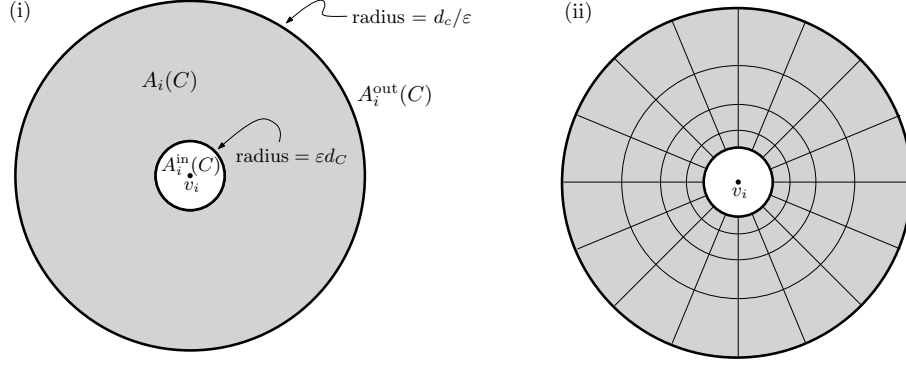 (i)
radius = d_c/ε
A_i(C)
A_i^out(C)
radius = εd_C
A_i^in(C)
v_i
(ii)
v_i